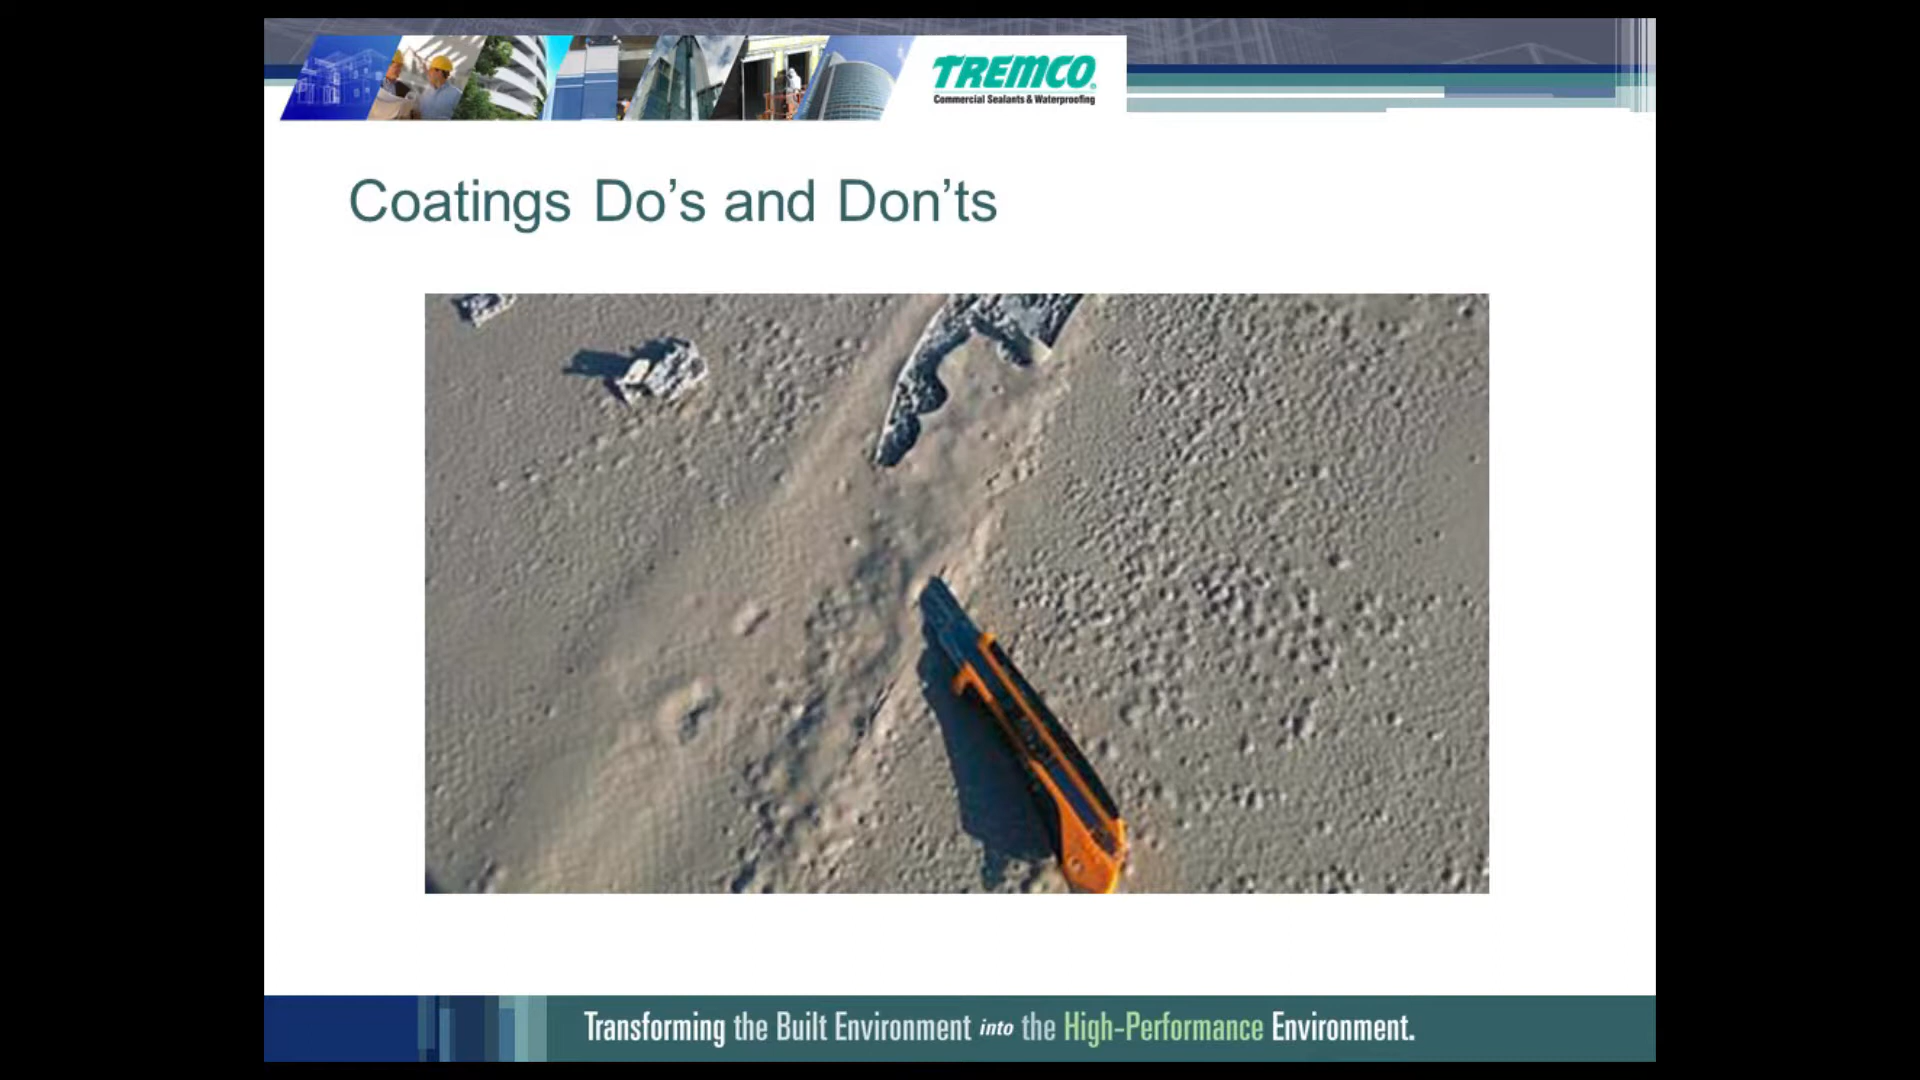 TREMCO
Commercial Sealants & Waterproofing
Coatings Do’s and Don’ts
Transforming the Built Environment into the High-Performance Environment.